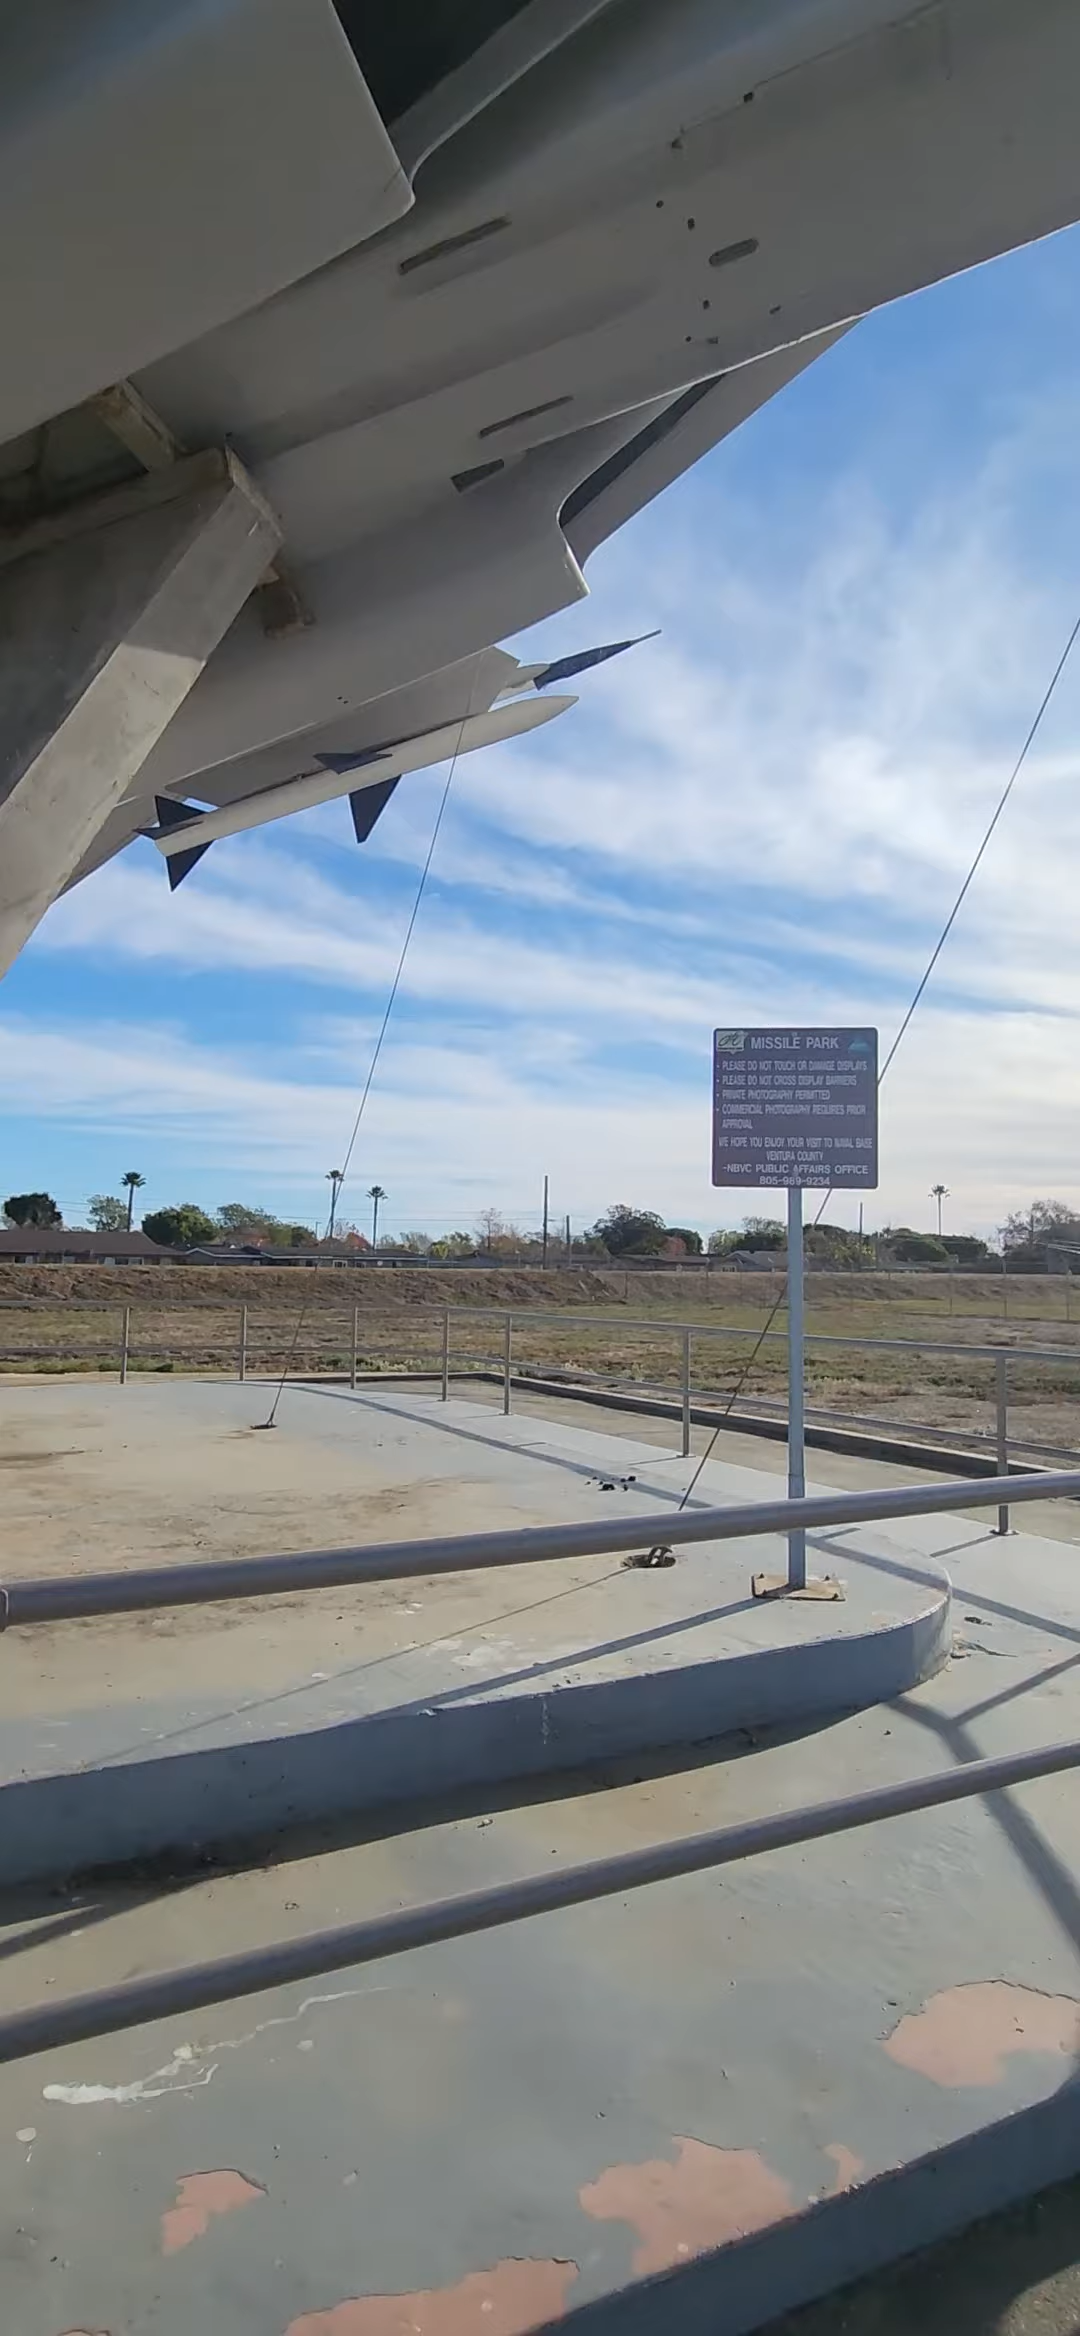 MISSILE PARK
- PLEASE DO NOT TOUCH OR DAMAGE DISPLAYS
- PLEASE DO NOT CROSS DISPLAY BARRIERS
- PRIVATE PHOTOGRAPHY PERMITTED
- COMMERCIAL PHOTOGRAPHY REQUIRES PRIOR
APPROVAL
WE HOPE YOU ENJOY YOUR VISIT TO NAVAL BASE
VENTURA COUNTY
-NBVC PUBLIC AFFAIRS OFFICE
805-989-9234